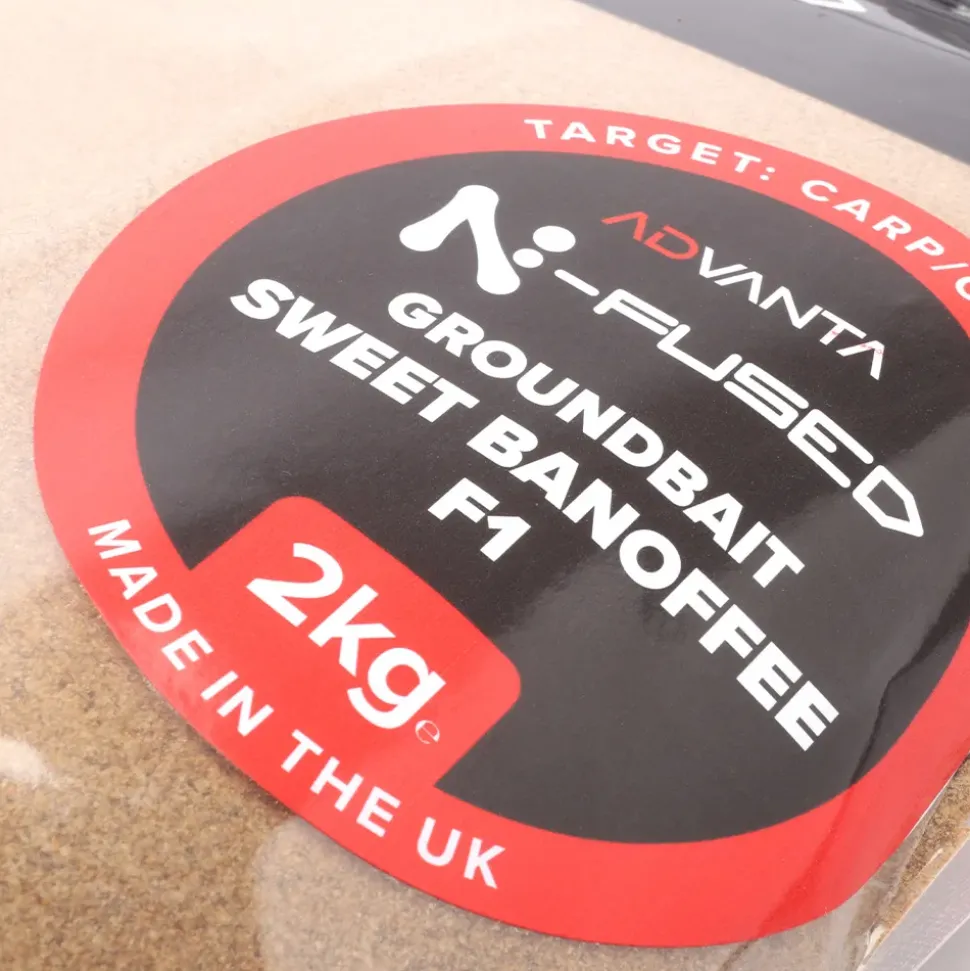 TARGET: CARP/
ADVANTA
N-FUSED
GROUNDBAIT
SWEET BANOFFEE
F1
2kg e
MADE IN THE UK